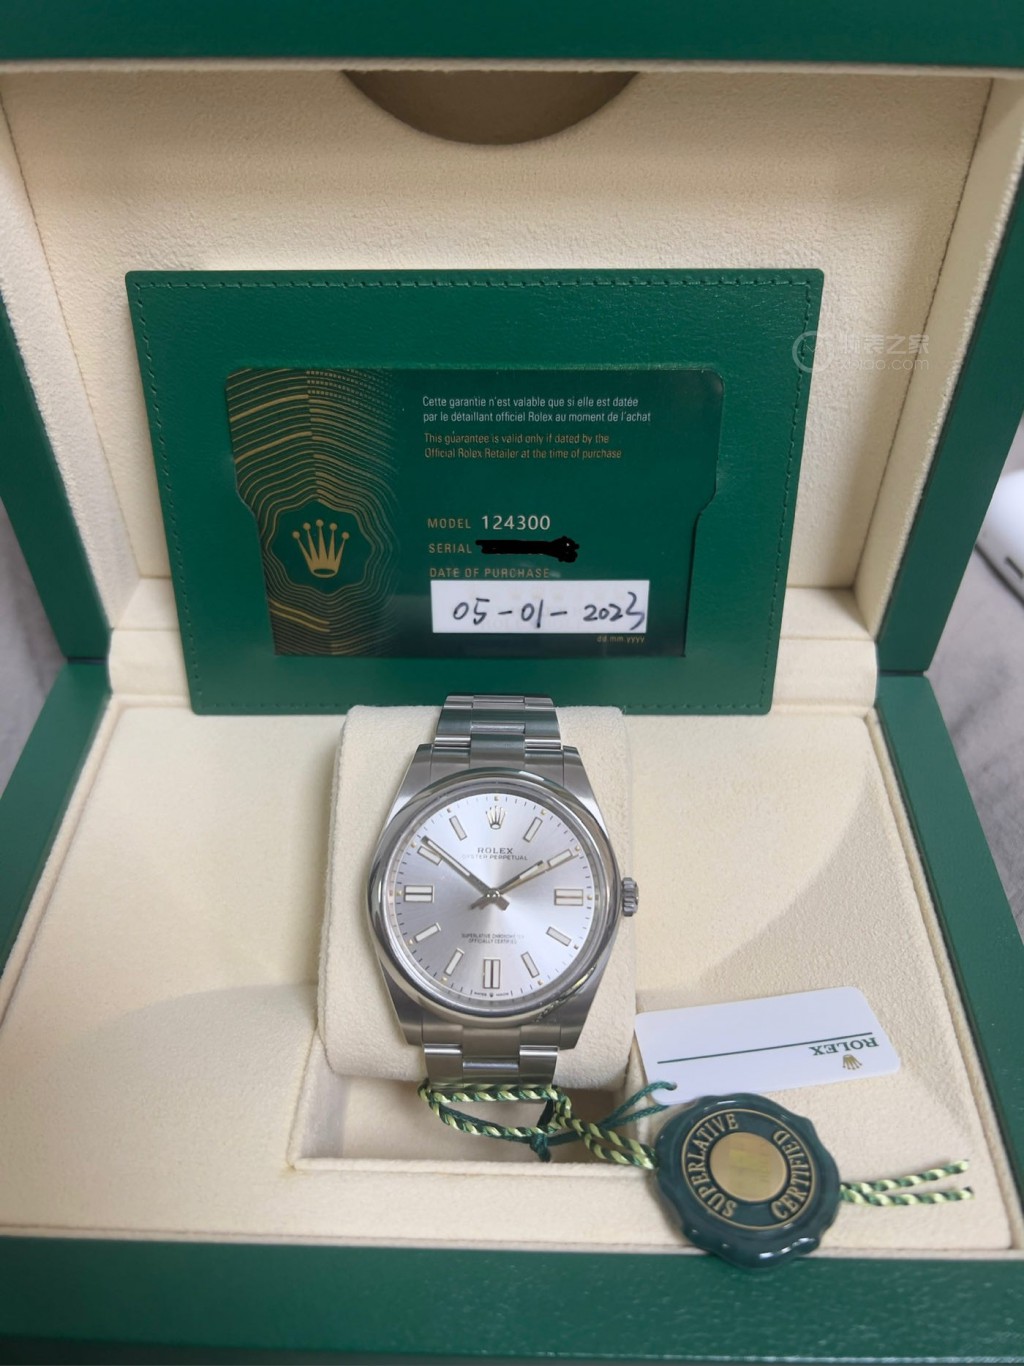 Cette garantie n'est valable que si elle est datée
par le détaillant officiel Rolex au moment de l'achat
This guarantee is valid only if dated by the
Official Rolex Retailer at the time of purchase
MODEL 124300
SERIAL
DATE OF PURCHASE
05-01-2023
dd.mm.yyyy
ROLEX
OYSTER PERPETUAL
SUPERLATIVE CHRONOMETER
OFFICIALLY CERTIFIED
SWISS MADE
ROLEX
SUPERLATIVE
CERTIFIED
之家